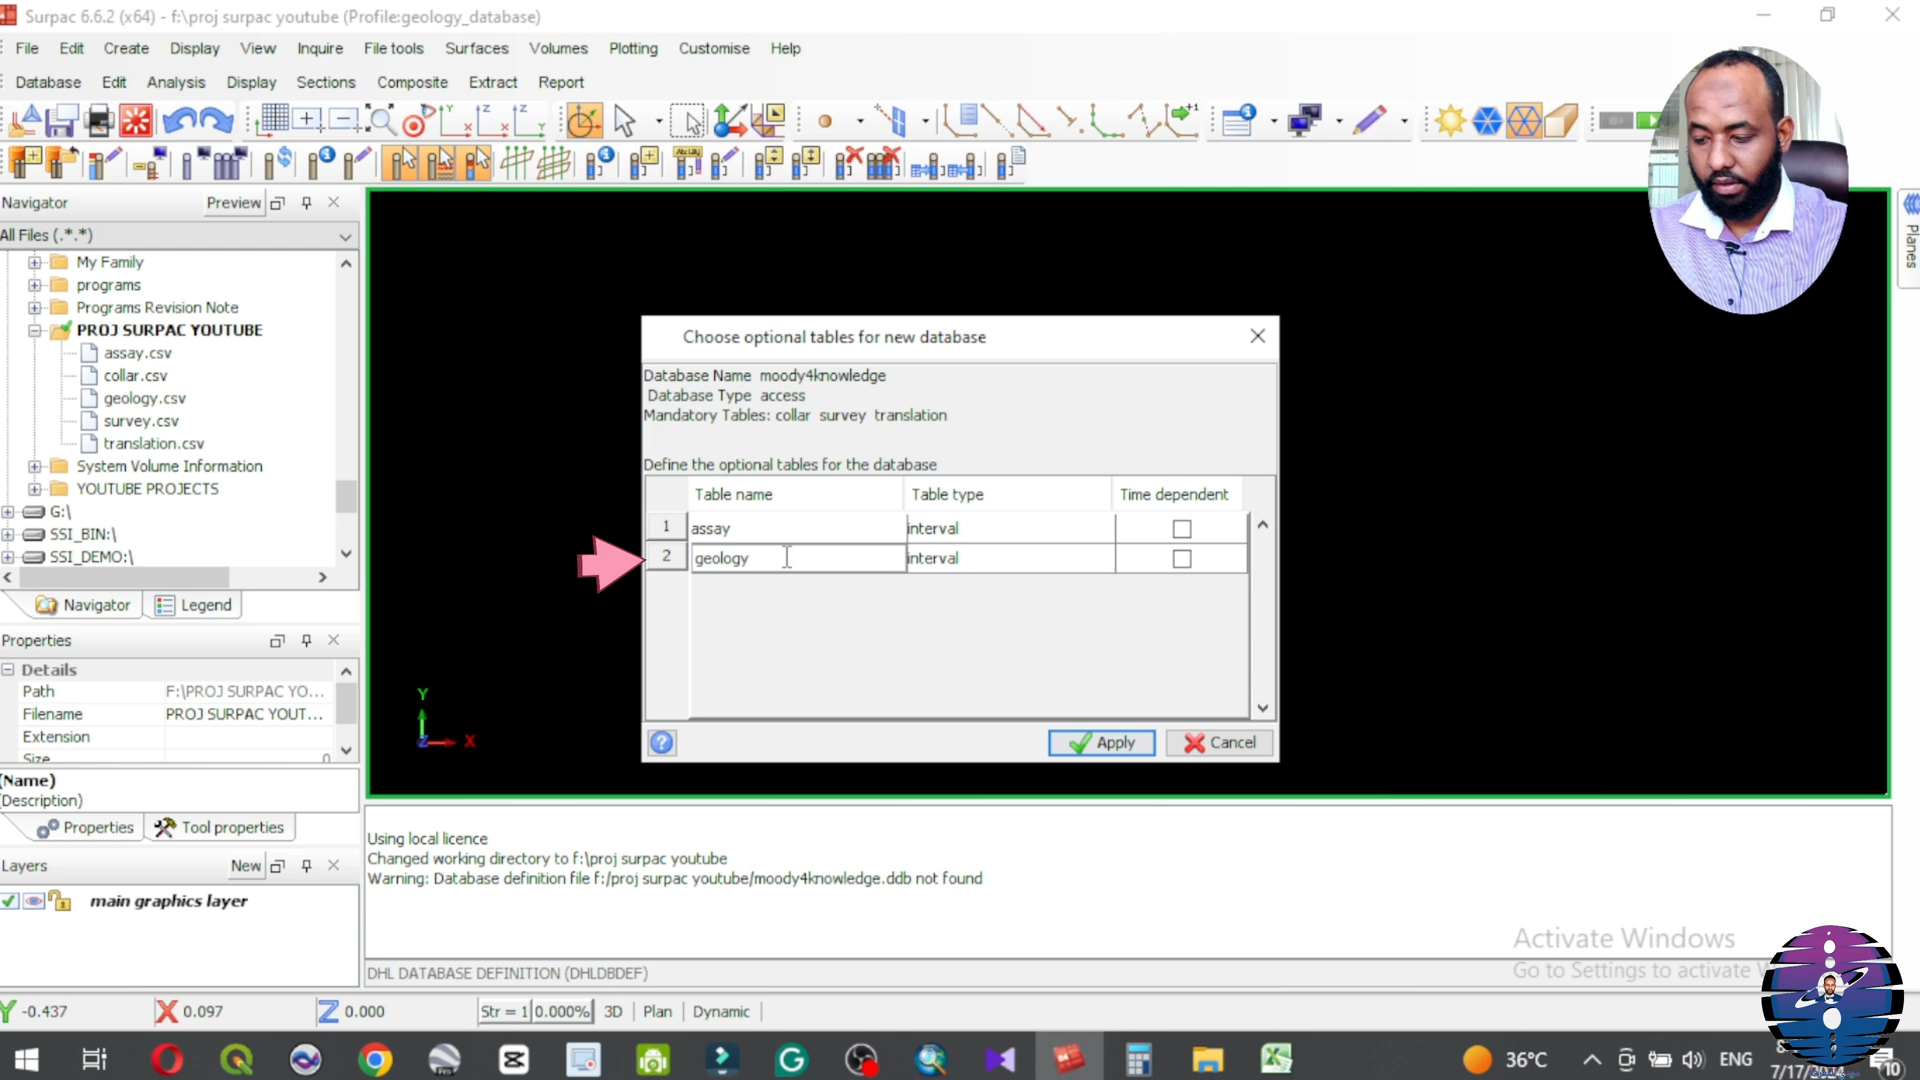 Surpac 6.6.2 (x64) - f:\proj surpac youtube (Profile:geology_database)
File Edit Create Display View Inquire File tools Surfaces Volumes Plotting Customise Help
Database Edit Analysis Display Sections Composite Extract Report
Navigator Preview
All Files (.*.*)
My Family
programs
Programs Revision Note
PROJ SURPAC YOUTUBE
assay.csv
collar.csv
geology.csv
survey.csv
translation.csv
System Volume Information
YOUTUBE PROJECTS
G:\
SSI_BIN:\
SSI_DEMO:\
Navigator Legend
Properties
Details
Path F:\PROJ SURPAC YO...
Filename PROJ SURPAC YOUT...
Extension
Size 0
(Name)
(Description)
Properties Tool properties
Layers New
main graphics layer
Planes
Choose optional tables for new database
Database Name moody4knowledge
Database Type access
Mandatory Tables: collar survey translation
Define the optional tables for the database
Table name Table type Time dependent
1 assay interval
2 geology interval
Apply Cancel
Y
Z X
Using local licence
Changed working directory to f:\proj surpac youtube
Warning: Database definition file f:/proj surpac youtube/moody4knowledge.ddb not found
DHL DATABASE DEFINITION (DHLDBDEF)
Activate Windows
Go to Settings to activate
Y -0.437 X 0.097 Z 0.000 Str = 1 0.000% 3D Plan Dynamic
36°C ENG
7/17/2024
10